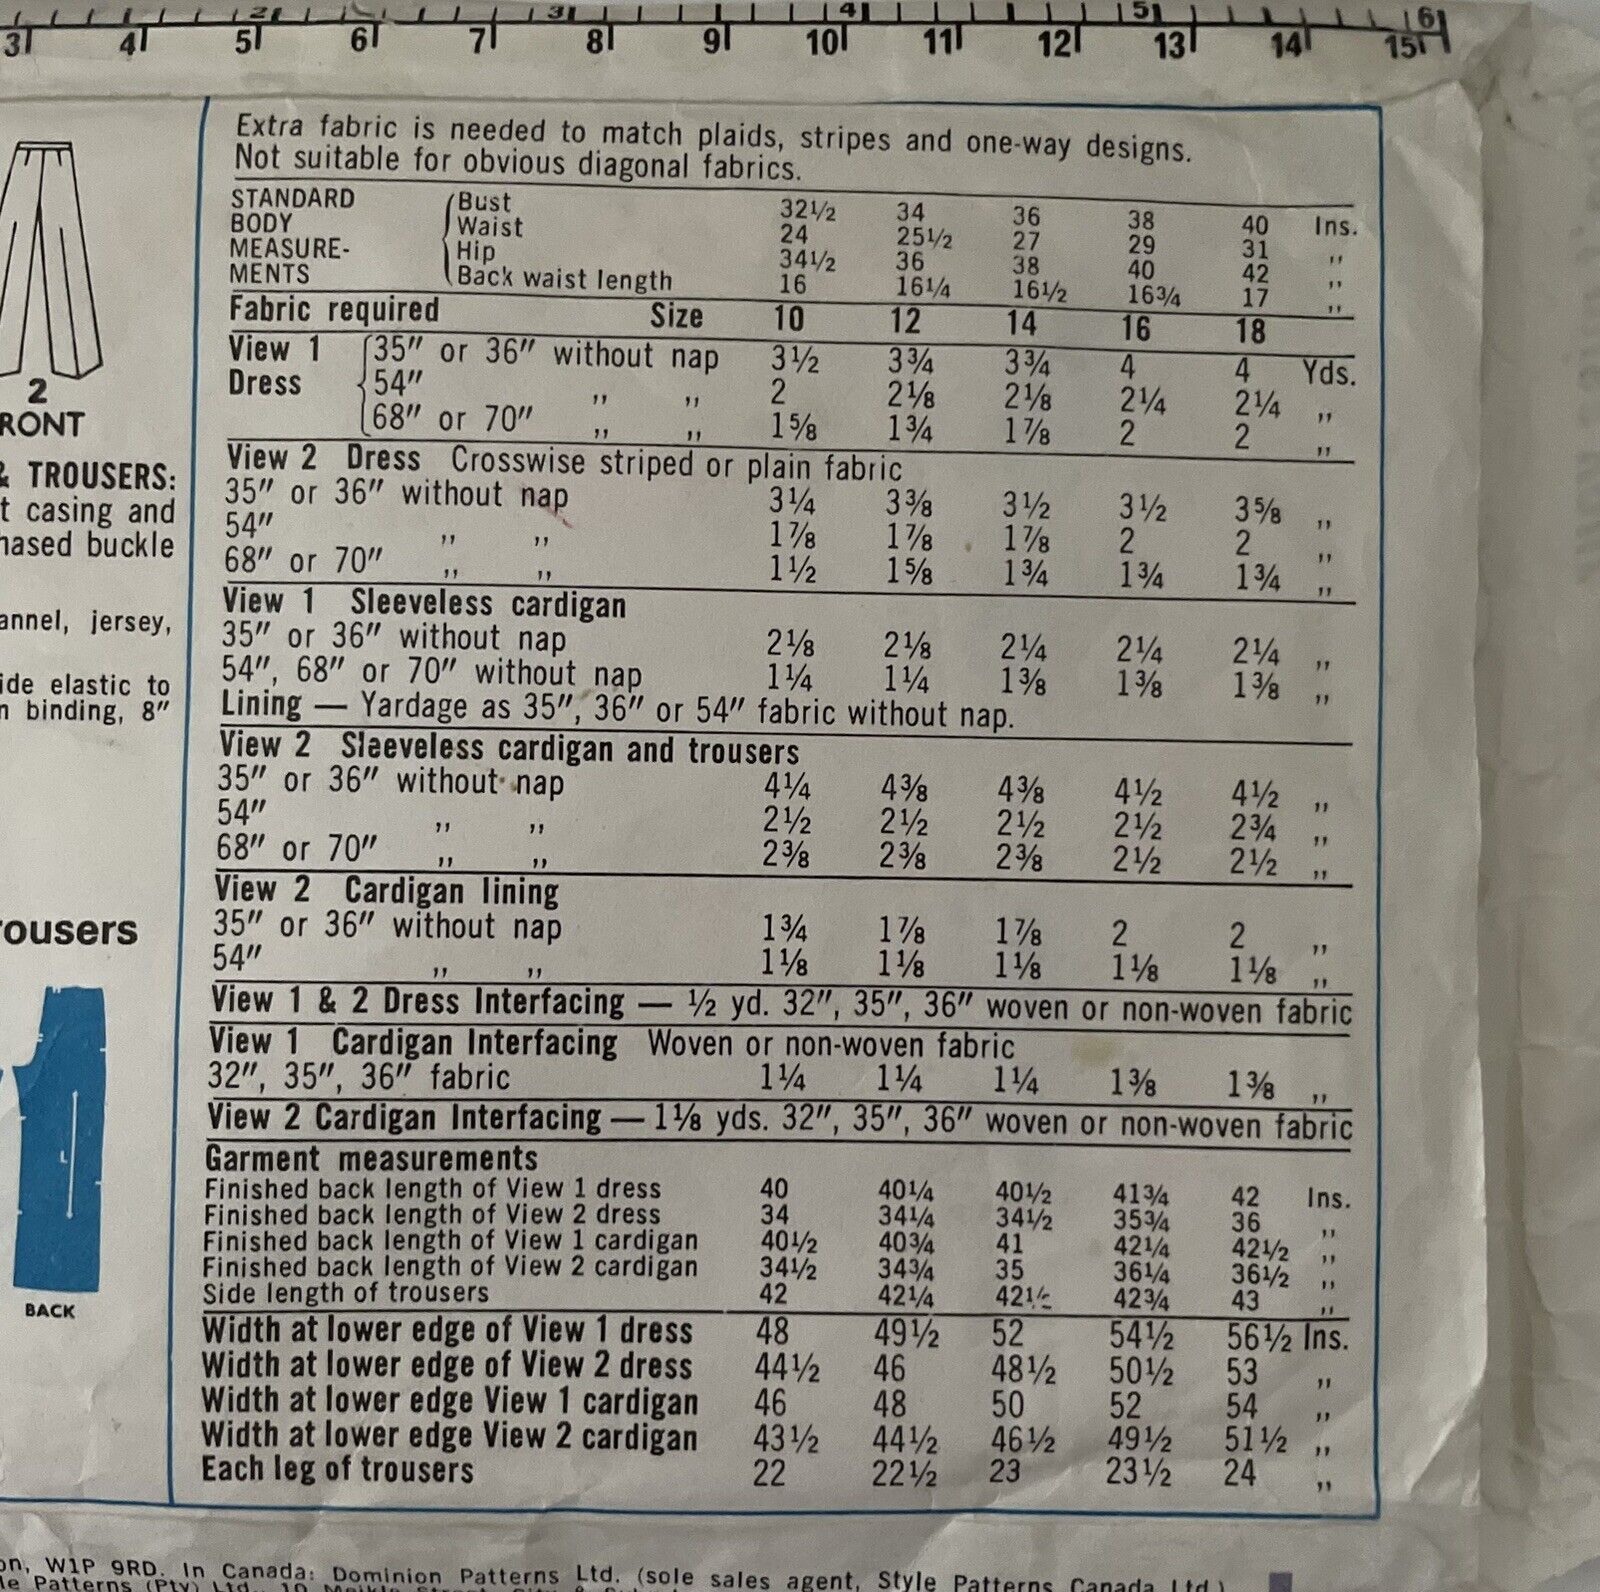 2 3 4 5 6
3 4 5 6 7 8 9 10 11 12 13 14 15
2
FRONT
& TROUSERS:
casing and
buckle
jersey,
elastic to
binding, 8″
BACK
L
Extra fabric is needed to match plaids, stripes and one-way designs.
Not suitable for obvious diagonal fabrics.
STANDARD BODY MEASURE-MENTS
Bust 32½ 34 36 38 40 Ins.
Waist 24 25½ 27 29 31 ,,
Hip 34½ 36 38 40 42 ,,
Back waist length 16 16¼ 16½ 16¾ 17 ,,
Fabric required Size 10 12 14 16 18
View 1 Dress
35″ or 36″ without nap 3½ 3¾ 3¾ 4 4 Yds.
54″ ,, ,, 2 2⅛ 2⅛ 2¼ 2¼ ,,
68″ or 70″ ,, ,, 1⅝ 1¾ 1⅞ 2 2 ,,
View 2 Dress Crosswise striped or plain fabric
35″ or 36″ without nap 3¼ 3⅜ 3½ 3½ 3⅝ ,,
54″ ,, ,, 1⅞ 1⅞ 1⅞ 2 2 ,,
68″ or 70″ ,, ,, 1½ 1⅝ 1¾ 1¾ 1¾ ,,
View 1 Sleeveless cardigan
35″ or 36″ without nap 2⅛ 2⅛ 2¼ 2¼ 2¼ ,,
54″, 68″ or 70″ without nap 1¼ 1¼ 1⅜ 1⅜ 1⅜ ,,
Lining — Yardage as 35″, 36″ or 54″ fabric without nap.
View 2 Sleeveless cardigan and trousers
35″ or 36″ without nap 4¼ 4⅜ 4⅜ 4½ 4½ ,,
54″ ,, ,, 2½ 2½ 2½ 2½ 2¾ ,,
68″ or 70″ ,, ,, 2⅜ 2⅜ 2⅜ 2½ 2½ ,,
View 2 Cardigan lining
35″ or 36″ without nap 1¾ 1⅞ 1⅞ 2 2 ,,
54″ ,, ,, 1⅛ 1⅛ 1⅛ 1⅛ 1⅛ ,,
View 1 & 2 Dress Interfacing — ½ yd. 32″, 35″, 36″ woven or non-woven fabric
View 1 Cardigan Interfacing Woven or non-woven fabric
32″, 35″, 36″ fabric 1¼ 1¼ 1¼ 1⅜ 1⅜ ,,
View 2 Cardigan Interfacing — 1⅛ yds. 32″, 35″, 36″ woven or non-woven fabric
Garment measurements
Finished back length of View 1 dress 40 40¼ 40½ 41¾ 42 Ins.
Finished back length of View 2 dress 34 34¼ 34½ 35¾ 36 ,,
Finished back length of View 1 cardigan 40½ 40¾ 41 42¼ 42½ ,,
Finished back length of View 2 cardigan 34½ 34¾ 35 36¼ 36½ ,,
Side length of trousers 42 42¼ 42½ 42¾ 43 ,,
Width at lower edge of View 1 dress 48 49½ 52 54½ 56½ Ins.
Width at lower edge of View 2 dress 44½ 46 48½ 50½ 53 ,,
Width at lower edge View 1 cardigan 46 48 50 52 54 ,,
Width at lower edge View 2 cardigan 43½ 44½ 46½ 49½ 51½ ,,
Each leg of trousers 22 22½ 23 23½ 24 ,,
W1P 9RD. In Canada: Dominion Patterns Ltd. (sole sales agent, Style Patterns Canada Ltd.)
Patterns (Pty) Ltd., 10